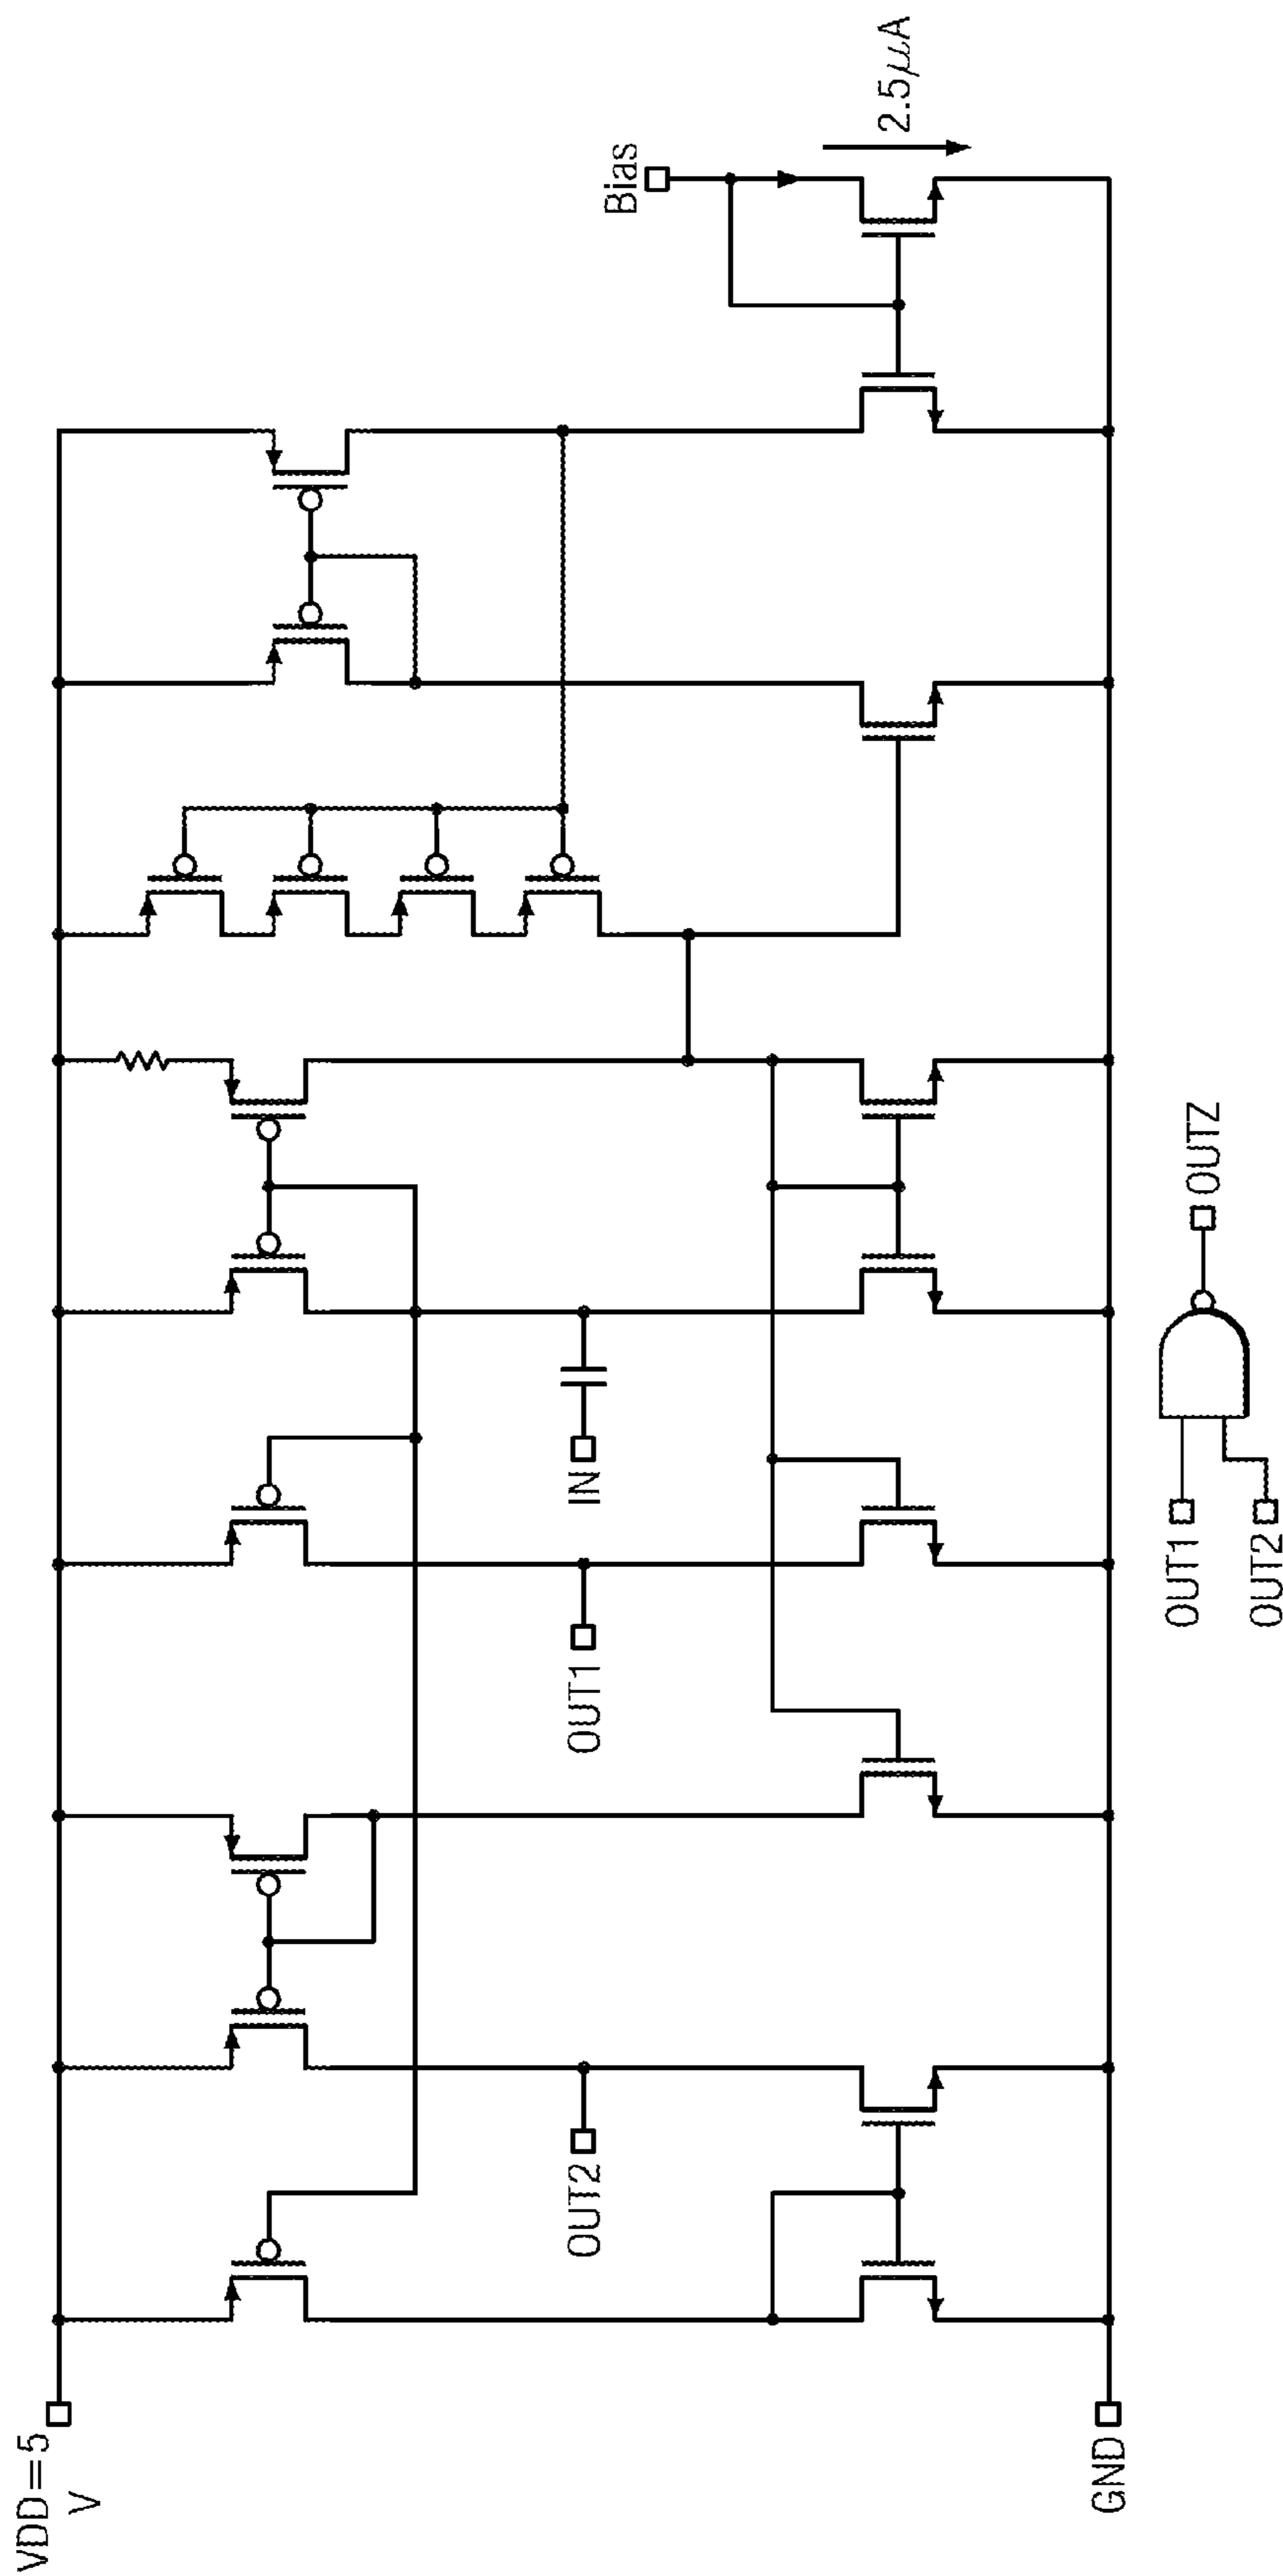 VDD=5
V
GND
OUT2
OUT1
IN
Bias
2.5μA
OUT1
OUT2
OUTZ